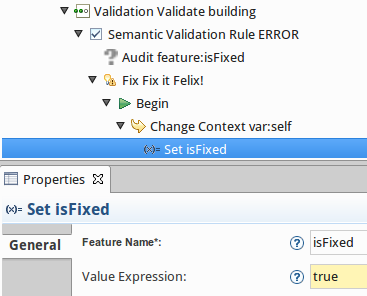 Validation Validate building
Semantic Validation Rule ERROR
Audit feature:isFixed
Fix Fix it Felix!
Begin
Change Context var:self
(x)= Set isFixed
Properties
(x)= Set isFixed
General
Feature Name*: ? isFixed
Value Expression: ? true